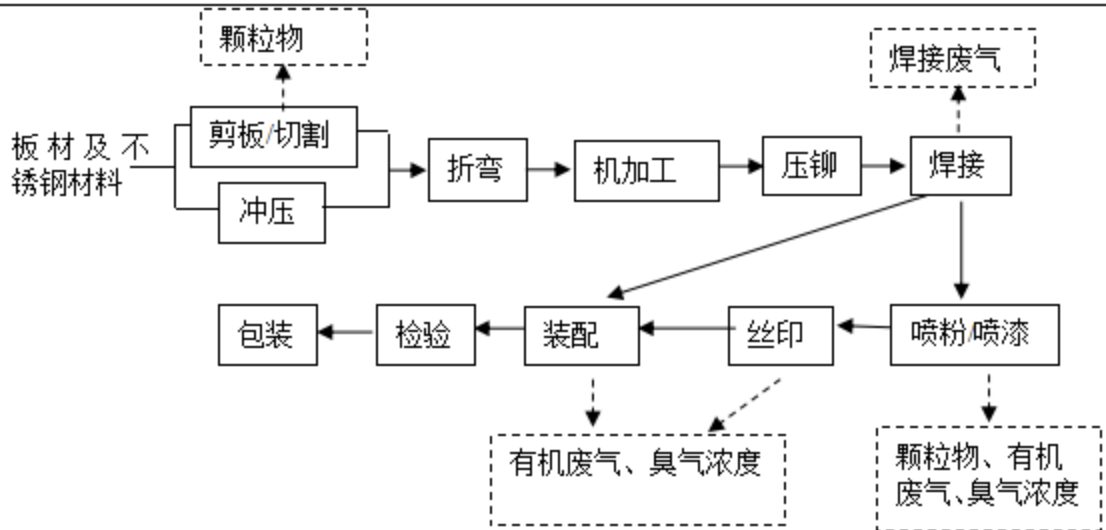 颗粒物
焊接废气
板材及不
锈钢材料
剪板/切割
冲压
折弯
机加工
压铆
焊接
包装
检验
装配
丝印
喷粉/喷漆
有机废气、臭气浓度
颗粒物、有机
废气、臭气浓度